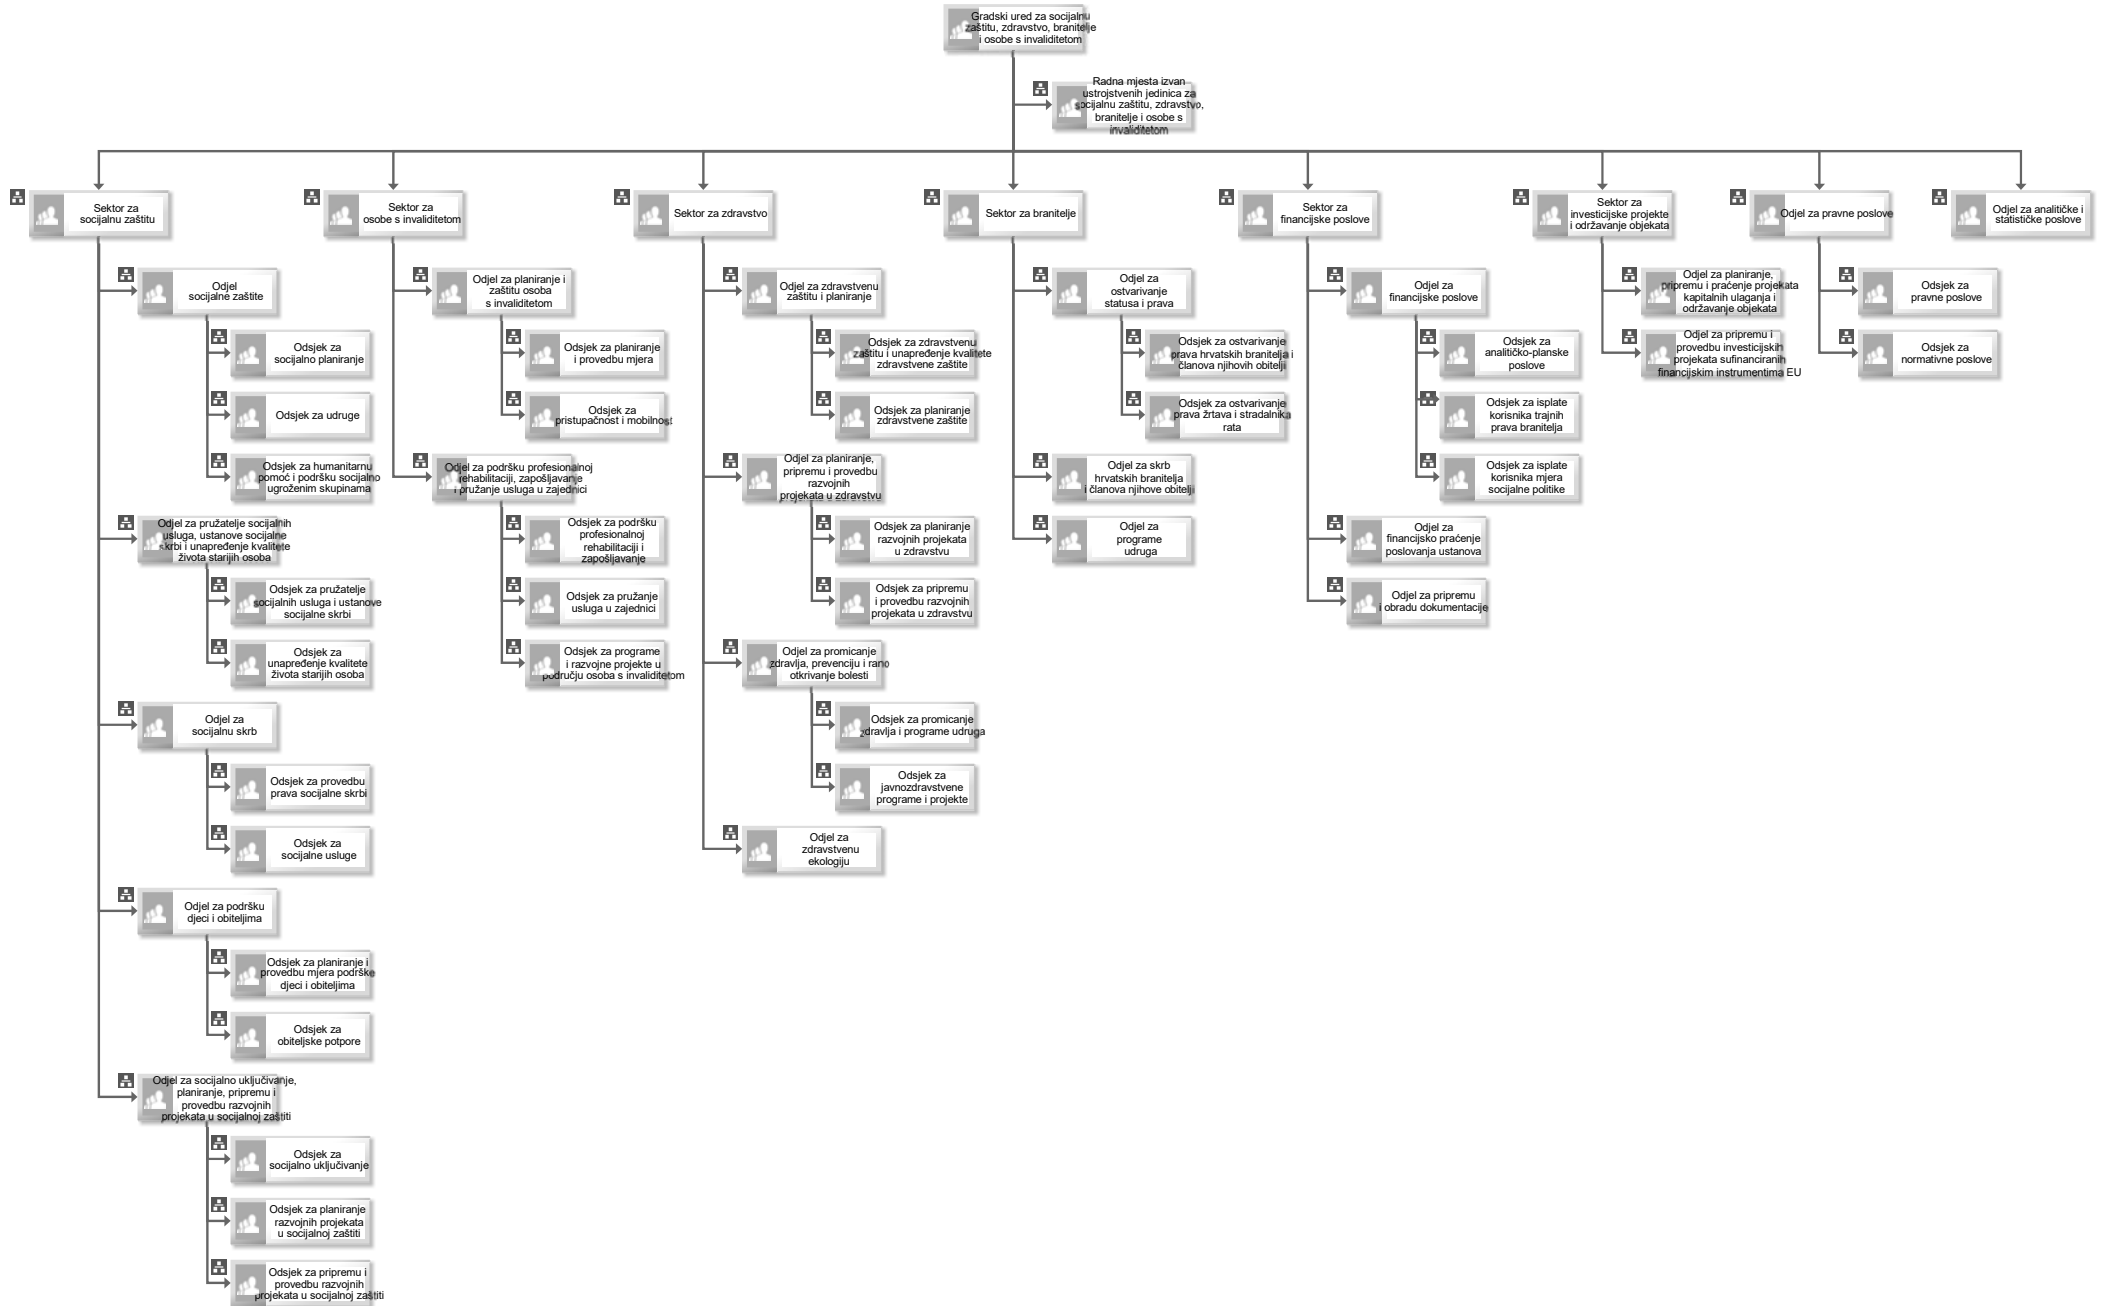 Gradski ured za socijalnu
zaštitu, zdravstvo, branitelje
i osobe s invaliditetom
Radna mjesta izvan
ustrojstvenih jedinica za
socijalnu zaštitu, zdravstvo,
branitelje i osobe s
invaliditetom
Sektor za
socijalnu zaštitu
Odjel
socijalne zaštite
Odsjek za
socijalno planiranje
Odsjek za udruge
Odsjek za humanitarnu
pomoć i podršku socijalno
ugroženim skupinama
Odjel za pružatelje socijalnih
usluga, ustanove socijalne
skrbi i unapređenje kvalitete
života starijih osoba
Odsjek za pružatelje
socijalnih usluga i ustanove
socijalne skrbi
Odsjek za
unapređenje kvalitete
života starijih osoba
Odjel za
socijalnu skrb
Odsjek za provedbu
prava socijalne skrbi
Odsjek za
socijalne usluge
Odjel za podršku
djeci i obiteljima
Odsjek za planiranje i
provedbu mjera podrške
djeci i obiteljima
Odsjek za
obiteljske potpore
Odjel za socijalno uključivanje,
planiranje, pripremu i
provedbu razvojnih
projekata u socijalnoj zaštiti
Odsjek za
socijalno uključivanje
Odsjek za planiranje
razvojnih projekata
u socijalnoj zaštiti
Odsjek za pripremu i
provedbu razvojnih
projekata u socijalnoj zaštiti
Sektor za
osobe s invaliditetom
Odjel za planiranje i
zaštitu osoba
s invaliditetom
Odsjek za planiranje
i provedbu mjera
Odsjek za
pristupačnost i mobilnost
Odjel za podršku profesionalnoj
rehabilitaciji, zapošljavanje
i pružanje usluga u zajednici
Odsjek za podršku
profesionalnoj
rehabilitaciji i
zapošljavanje
Odsjek za pružanje
usluga u zajednici
Odsjek za programe
i razvojne projekte u
području osoba s invaliditetom
Sektor za zdravstvo
Odjel za zdravstvenu
zaštitu i planiranje
Odsjek za zdravstvenu
zaštitu i unapređenje kvalitete
zdravstvene zaštite
Odsjek za planiranje
zdravstvene zaštite
Odjel za planiranje,
pripremu i provedbu
razvojnih
projekata u zdravstvu
Odsjek za planiranje
razvojnih projekata
u zdravstvu
Odsjek za pripremu
i provedbu razvojnih
projekata u zdravstvu
Odjel za promicanje
zdravlja, prevenciju i rano
otkrivanje bolesti
Odsjek za promicanje
zdravlja i programe udruga
Odsjek za
javnozdravstvene
programe i projekte
Odjel za
zdravstvenu
ekologiju
Sektor za branitelje
Odjel za
ostvarivanje
statusa i prava
Odsjek za ostvarivanje
prava hrvatskih branitelja i
članova njihovih obitelji
Odsjek za ostvarivanje
prava žrtava i stradalnika
rata
Odjel za skrb
hrvatskih branitelja
i članova njihove obitelji
Odjel za
programe
udruga
Sektor za
financijske poslove
Odjel za
financijske poslove
Odsjek za
analitičko-planske
poslove
Odsjek za isplate
korisnika trajnih
prava branitelja
Odsjek za isplate
korisnika mjera
socijalne politike
Odjel za
financijsko praćenje
poslovanja ustanova
Odjel za pripremu
i obradu dokumentacije
Sektor za
investicijske projekte
i održavanje objekata
Odjel za planiranje,
pripremu i praćenje projekata
kapitalnih ulaganja i
održavanje objekata
Odjel za pripremu i
provedbu investicijskih
projekata sufinanciranih
financijskim instrumentima EU
Odjel za pravne poslove
Odsjek za
pravne poslove
Odsjek za
normativne poslove
Odjel za analitičke i
statističke poslove